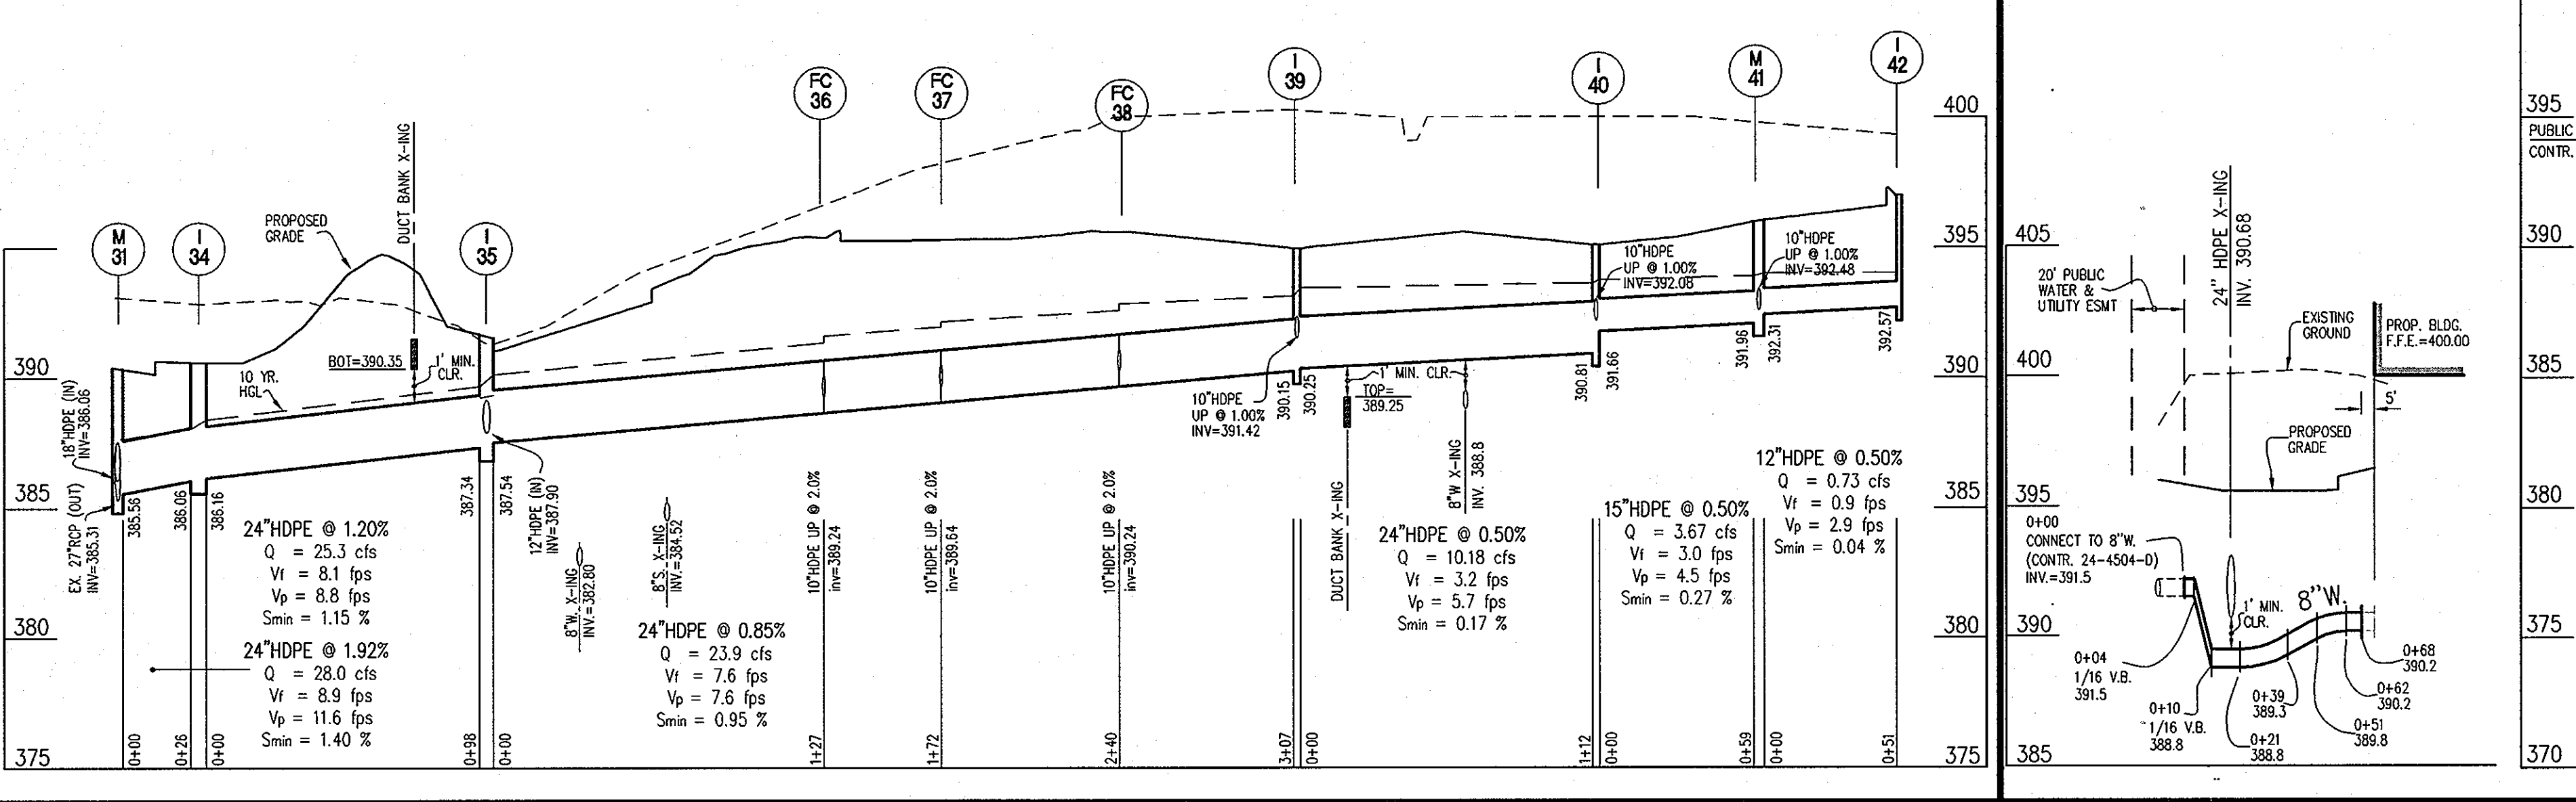 M
31
I
34
I
35
FC
36
FC
37
FC
38
I
39
I
40
M
41
I
42
PROPOSED
GRADE
DUCT BANK X-ING
BOT=390.35
1' MIN.
CLR.
10 YR.
HGL
390
385
380
375
18"HDPE (IN)
INV=386.06
EX. 27"RCP (OUT)
INV=385.31
385.56
386.06
386.16
387.34
387.54
12"HDPE (IN)
INV=387.90
8"W. X-ING
INV.=382.80
8"S. X-ING
INV.=384.52
24"HDPE @ 1.20%
Q = 25.3 cfs
Vf = 8.1 fps
Vp = 8.8 fps
Smin = 1.15 %
24"HDPE @ 1.92%
Q = 28.0 cfs
Vf = 8.9 fps
Vp = 11.6 fps
Smin = 1.40 %
24"HDPE @ 0.85%
Q = 23.9 cfs
Vf = 7.6 fps
Vp = 7.6 fps
Smin = 0.95 %
10"HDPE UP @ 2.0%
inv=389.24
10"HDPE UP @ 2.0%
inv=389.64
10"HDPE UP @ 2.0%
inv=390.24
10"HDPE
UP @ 1.00%
INV=391.42
390.15
390.25
1' MIN. CLR.
TOP=
389.25
DUCT BANK X-ING
8"W X-ING
INV. 388.8
24"HDPE @ 0.50%
Q = 10.18 cfs
Vf = 3.2 fps
Vp = 5.7 fps
Smin = 0.17 %
390.81
391.66
10"HDPE
UP @ 1.00%
INV=392.08
15"HDPE @ 0.50%
Q = 3.67 cfs
Vf = 3.0 fps
Vp = 4.5 fps
Smin = 0.27 %
391.96
392.31
10"HDPE
UP @ 1.00%
INV=392.48
12"HDPE @ 0.50%
Q = 0.73 cfs
Vf = 0.9 fps
Vp = 2.9 fps
Smin = 0.04 %
392.57
0+00
0+26
0+00
0+98
0+00
1+27
1+72
2+40
3+07
0+00
1+12
0+00
0+59
0+00
0+51
400
395
390
385
380
375
405
400
395
390
385
20' PUBLIC
WATER &
UTILITY ESMT
24" HDPE X-ING
INV. 390.68
EXISTING
GROUND
PROP. BLDG.
F.F.E.=400.00
5'
PROPOSED
GRADE
0+00
CONNECT TO 8"W.
(CONTR. 24-4504-D)
INV.=391.5
1' MIN.
CLR.
8"W.
0+04
1/16 V.B.
391.5
0+10
1/16 V.B.
388.8
0+21
388.8
0+39
389.3
0+51
389.8
0+62
390.2
0+68
390.2
395
PUBLIC
CONTR.
390
385
380
375
370